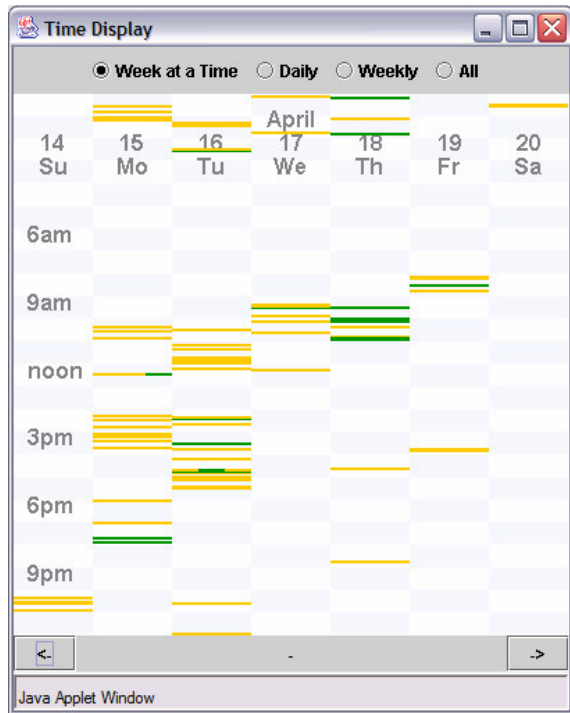 Time Display
Week at a Time Daily Weekly All
April
14 15 16 17 18 19 20
Su Mo Tu We Th Fr Sa
6am
9am
noon
3pm
6pm
9pm
<- - ->
Java Applet Window